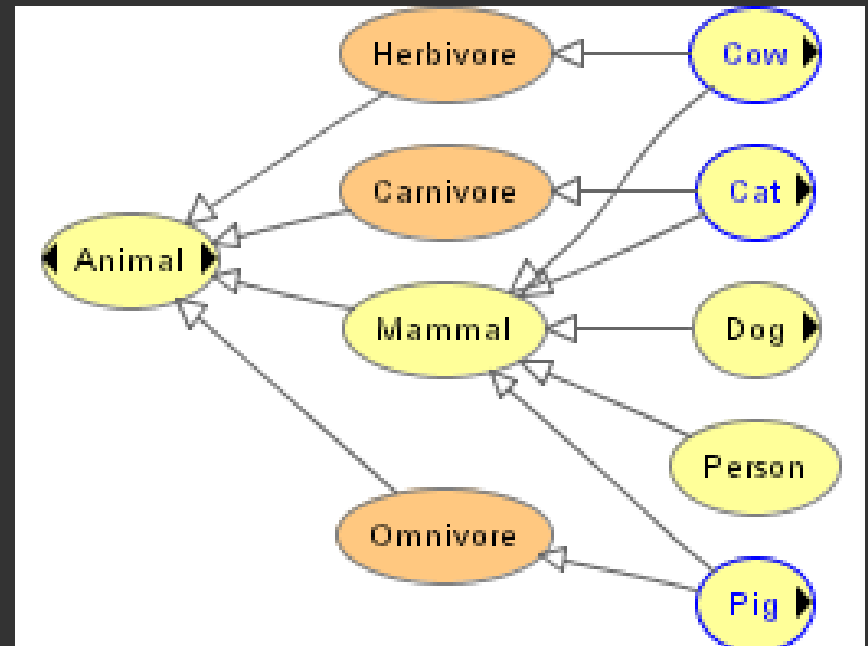 Herbivore
Cow
Carnivore
Cat
Animal
Mammal
Dog
Person
Omnivore
Pig